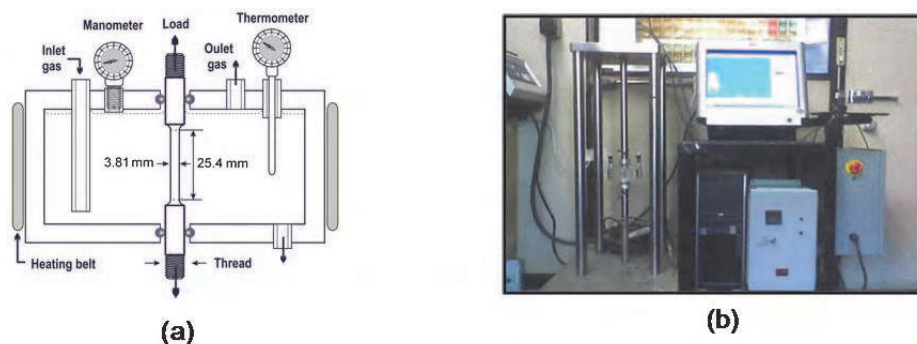 Manometer
Load
Thermometer
Inlet
gas
Oulet
gas
3.81 mm
25.4 mm
Heating belt
Thread
(a)
(b)